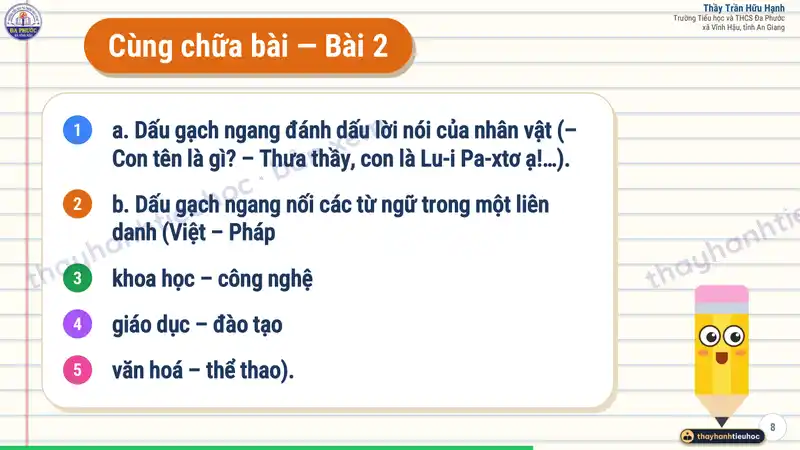 Thầy Trần Hữu Hạnh
Trường Tiểu học và THCS Đa Phước
xã Vĩnh Hậu, tỉnh An Giang
ĐA PHƯỚC
Cùng chữa bài – Bài 2
1 a. Dấu gạch ngang đánh dấu lời nói của nhân vật (–
Con tên là gì? – Thưa thầy, con là Lu-i Pa-xtơ ạ!...).
2 b. Dấu gạch ngang nối các từ ngữ trong một liên
danh (Việt – Pháp
3 khoa học – công nghệ
4 giáo dục – đào tạo
5 văn hoá – thể thao).
thayhanhtieuhoc
8